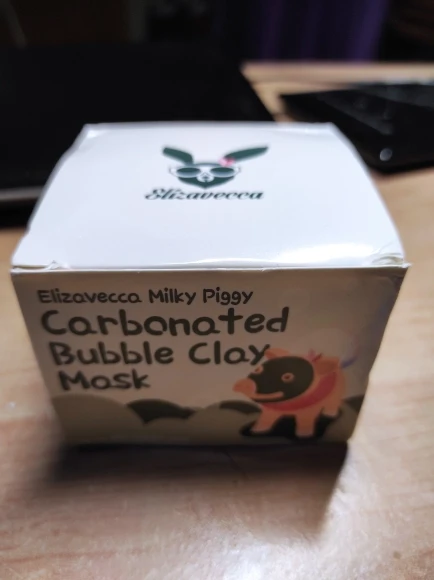 Elizavecca
Elizavecca Milky Piggy
Carbonated
Bubble Clay
Mask